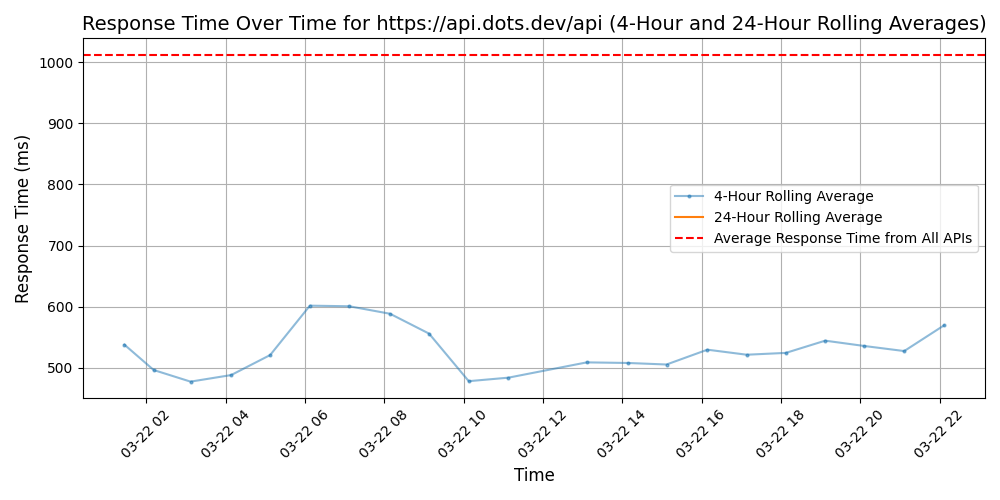 Response Time Over Time for https://api.dots.dev/api (4-Hour and 24-Hour Rolling Averages)
1000
900
800
700
600
500
Response Time (ms)
4-Hour Rolling Average
24-Hour Rolling Average
Average Response Time from All APIs
03-22 02
03-22 04
03-22 06
03-22 08
03-22 10
03-22 12
03-22 14
03-22 16
03-22 18
03-22 20
03-22 22
Time